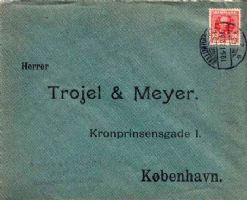 Herrer
Trojel & Meyer.
Kronprinsensgade 1.
København.